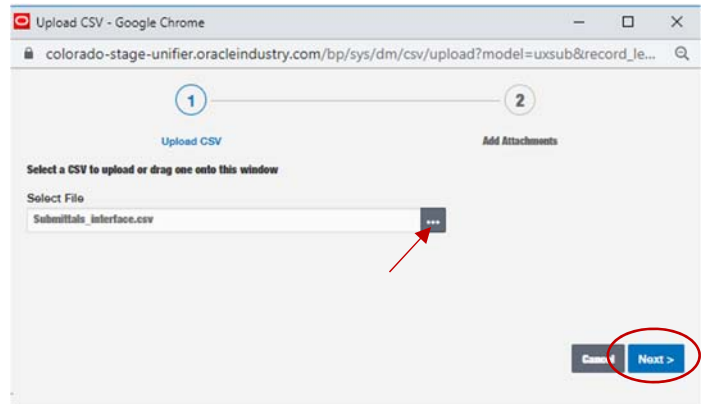 Upload CSV - Google Chrome
colorado-stage-unifier.oracleindustry.com/bp/sys/dm/csv/upload?model=uxsub&record_le...
1
2
Upload CSV
Add Attachments
Select a CSV to upload or drag one onto this window
Select File
Submittals_interface.csv
...
Cancel
Next >